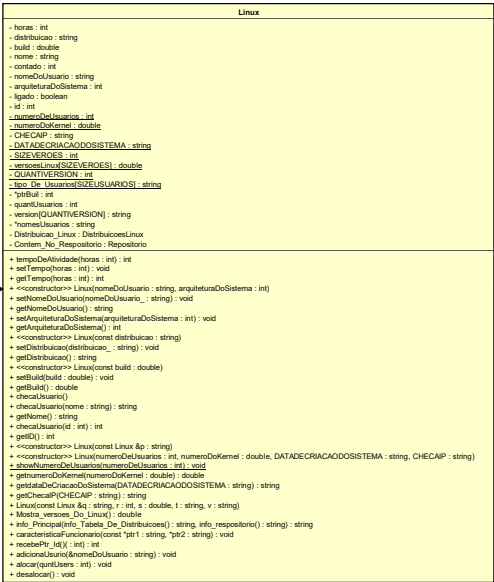 Linux
- horas : int
- distribuicao : string
- build : double
- nome : string
- contado : int
- nomeDoUsuario : string
- arquiteturaDoSistema : int
- ligado : boolean
- id : int
- numeroDeUsuarios : int
- numeroDoKernel : double
- CHECAIP : string
- DATADECRIACAODOSISTEMA : string
- SIZEVEROES : int
- versoesLinux[SIZEVEROES] : double
- QUANTIVERSION : int
- tipo_De_Usuarios[SIZEUSUARIOS] : string
- *ptrBuil : int
- quantUsuarios : int
- version[QUANTIVERSION] : string
- *nomesUsuarios : string
- Distribuicao_Linux : DistribuicoesLinux
- Contem_No_Respositorio : Repositorio
+ tempoDeAtividade(horas : int) : int
+ setTempo(horas : int) : void
+ getTempo(horas : int) : int
+ <<constructor>> Linux(nomeDoUsuario : string, arquiteturaDoSistema : int)
+ setNomeDoUsuario(nomeDoUsuario_ : string) : void
+ getNomeDoUsuario() : string
+ setArquiteturaDoSistema(arquiteturaDoSistema : int) : void
+ getArquiteturaDoSistema() : int
+ <<constructor>> Linux(const distribuicao : string)
+ setDistribuicao(distribuicao_ : string) : void
+ getDistribuicao() : string
+ <<constructor>> Linux(const build : double)
+ setBuild(build : double) : void
+ getBuild() : double
+ checaUsuario()
+ checaUsuario(nome : string) : string
+ getNome() : string
+ checaUsuario(id : int) : int
+ getID() : int
+ <<constructor>> Linux(const Linux &p : string)
+ <<constructor>> Linux(numeroDeUsuarios : int, numeroDoKernel : double, DATADECRIACAODOSISTEMA : string, CHECAIP : string)
+ showNumeroDeUsuarios(numeroDeUsuarios : int) : void
+ getnumeroDoKernel(numeroDoKernel : double) : double
+ getdataDeCriacaoDoSistema(DATADECRIACAODOSISTEMA : string) : string
+ getChecaIP(CHECAIP : string) : string
+ Linux(const Linux &q : string, r : int, s : double, t : string, v : string)
+ Mostra_versoes_Do_Linux() : double
+ info_Principal(info_Tabela_De_Distribuicoes() : string, info_respositorio() : string) : string
+ caracteristicaFuncionario(const *ptr1 : string, *ptr2 : string) : void
+ recebePtr_Id()( : int) : int
+ adicionaUsurio(&nomeDoUsuario : string) : void
+ alocar(quntUsers : int) : void
+ desalocar() : void